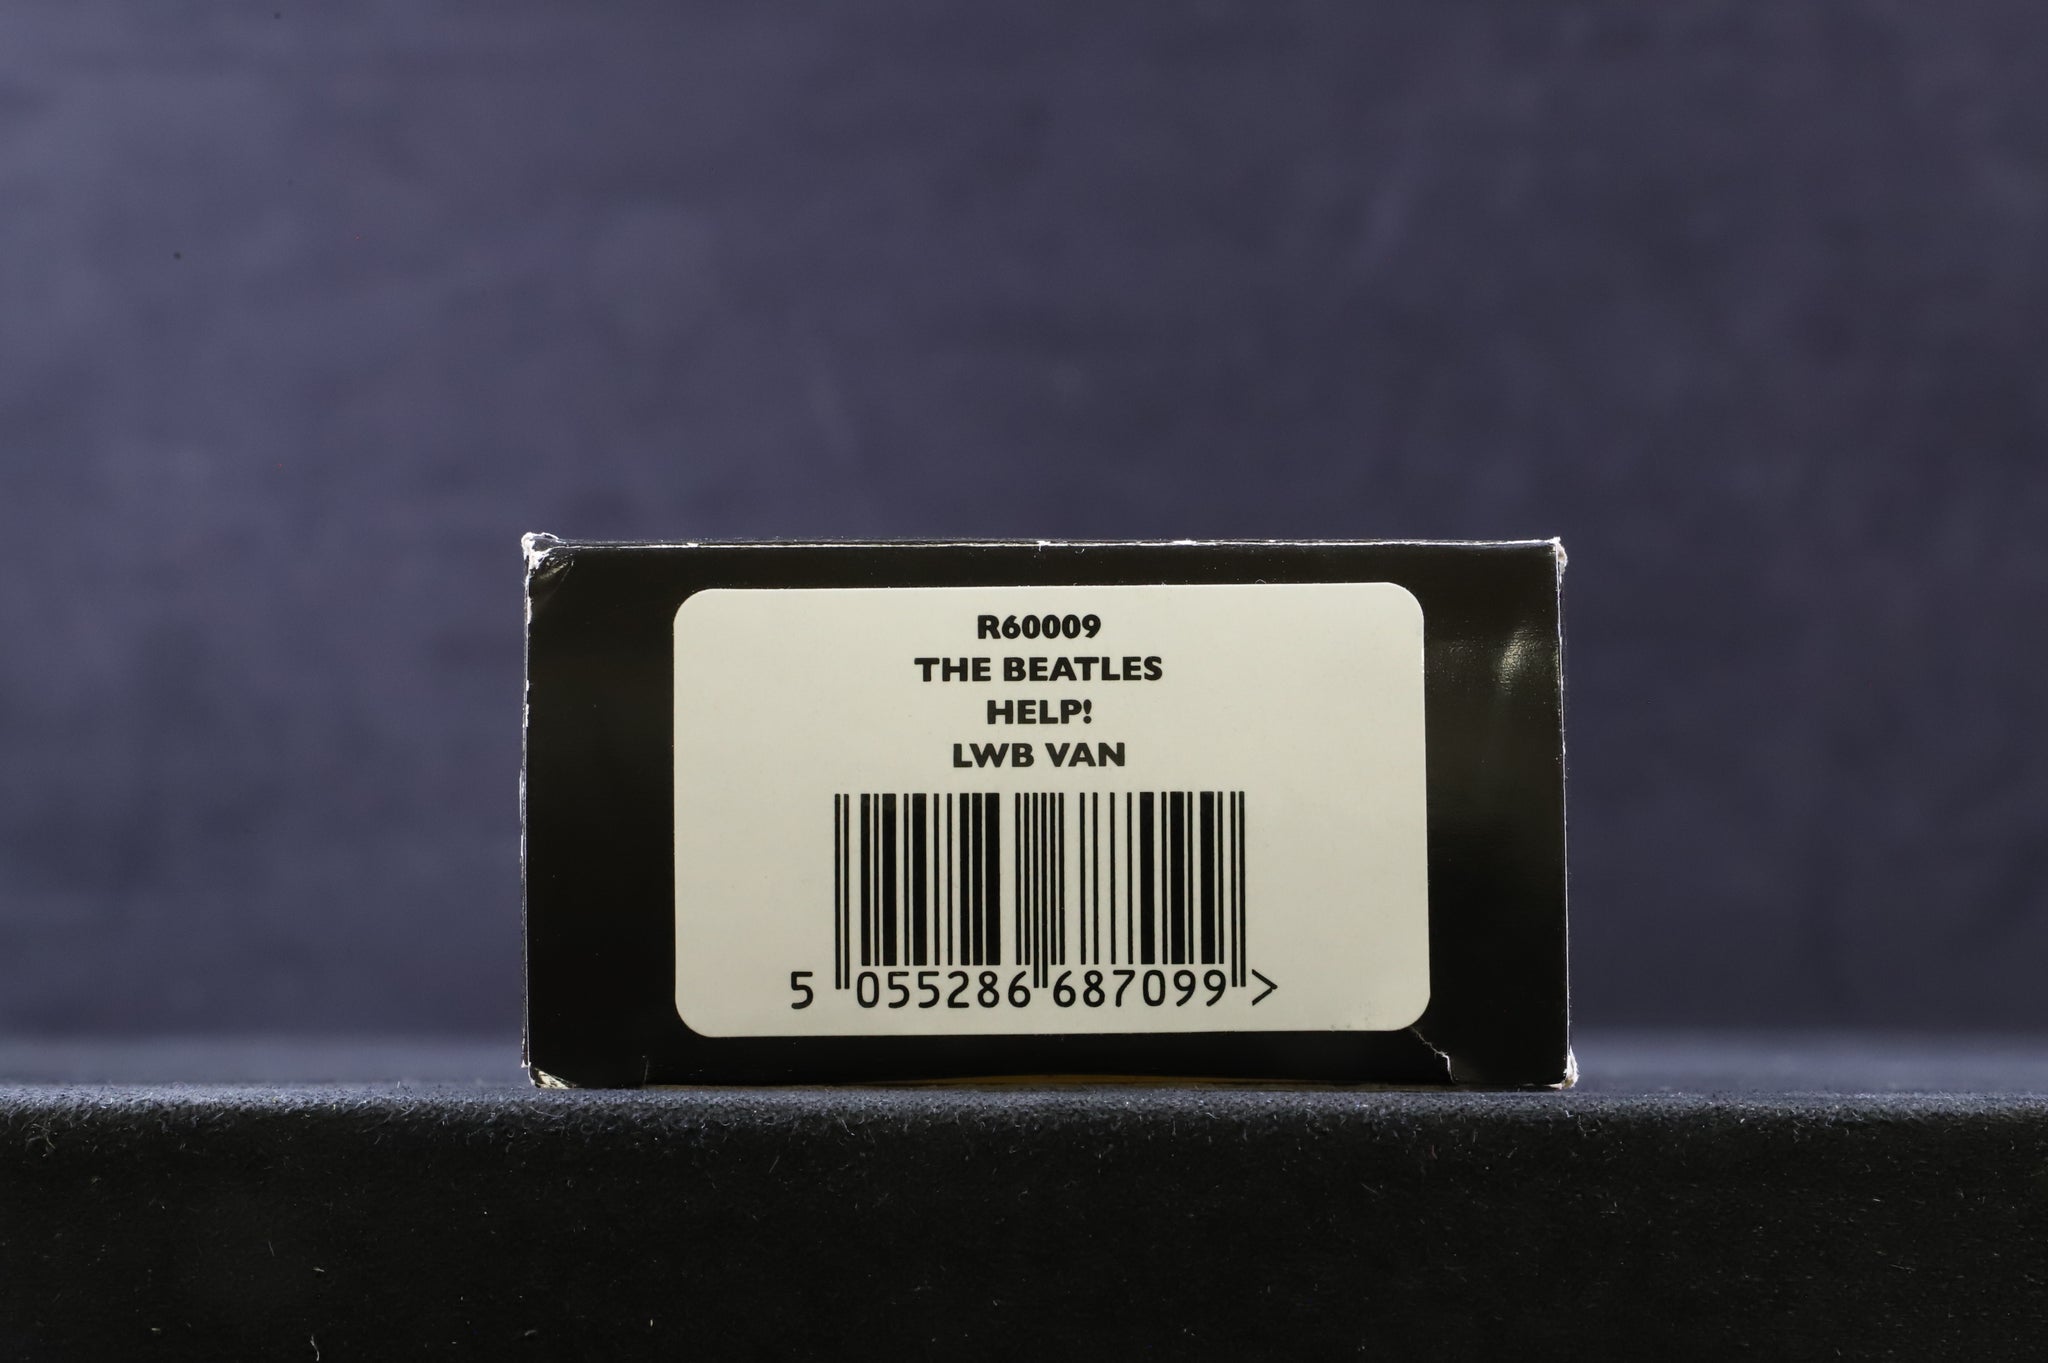 R60009
THE BEATLES
HELP!
LWB VAN
5 055286 687099 >